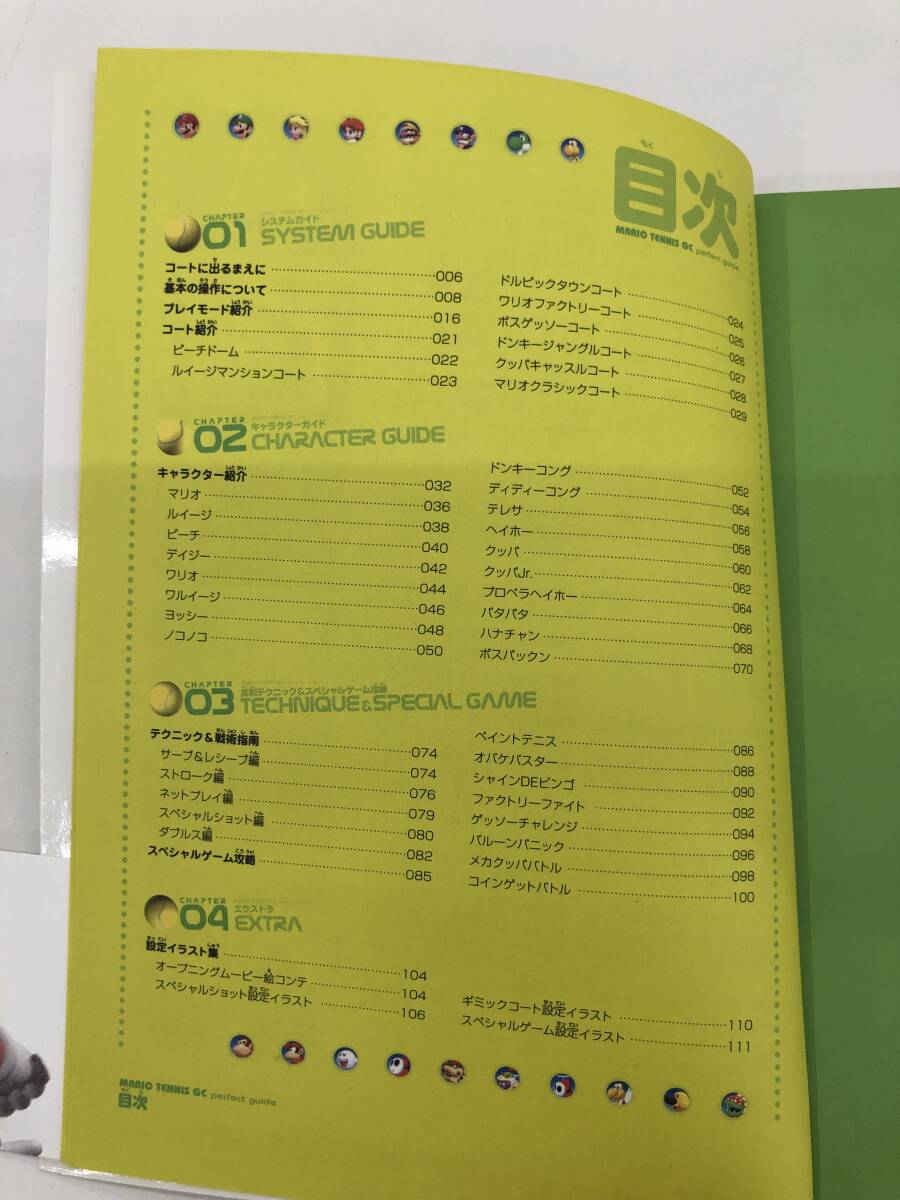 もく じ
目次
MARIO TENNIS GC perfect guide
CHAPTER
01
システムガイド
SYSTEM GUIDE
コートに出るまえに 006
基本の操作について 008
プレイモード紹介 016
コート紹介 021
ピーチドーム 022
ルイージマンションコート 023
ドルピックタウンコート 024
ワリオファクトリーコート 025
ボスゲッソーコート 026
ドンキージャングルコート 027
クッパキャッスルコート 028
マリオクラシックコート 029
CHAPTER
02
キャラクターガイド
CHARACTER GUIDE
キャラクター紹介 032
マリオ 036
ルイージ 038
ピーチ 040
デイジー 042
ワリオ 044
ワルイージ 046
ヨッシー 048
ノコノコ 050
ドンキーコング 052
ディディーコング 054
テレサ 056
ヘイホー 058
クッパ 060
クッパJr. 062
プロペラヘイホー 064
パタパタ 066
ハナチャン 068
ボスパックン 070
CHAPTER
03
実戦テクニック&スペシャルゲーム攻略
TECHNIQUE & SPECIAL GAME
テクニック&戦術指南 074
サーブ&レシーブ編 074
ストローク編 076
ネットプレイ編 079
スペシャルショット編 080
ダブルス編 082
スペシャルゲーム攻略 085
ペイントテニス 086
オバケバスター 088
シャインDEビンゴ 090
ファクトリーファイト 092
ゲッソーチャレンジ 094
バルーンパニック 096
メカクッパバトル 098
コインゲットバトル 100
CHAPTER
04
エクストラ
EXTRA
設定イラスト集 104
オープニングムービー絵コンテ 104
スペシャルショット設定イラスト 106
ギミックコート設定イラスト 110
スペシャルゲーム設定イラスト 111
MARIO TENNIS GC perfect guide
もく じ
目次